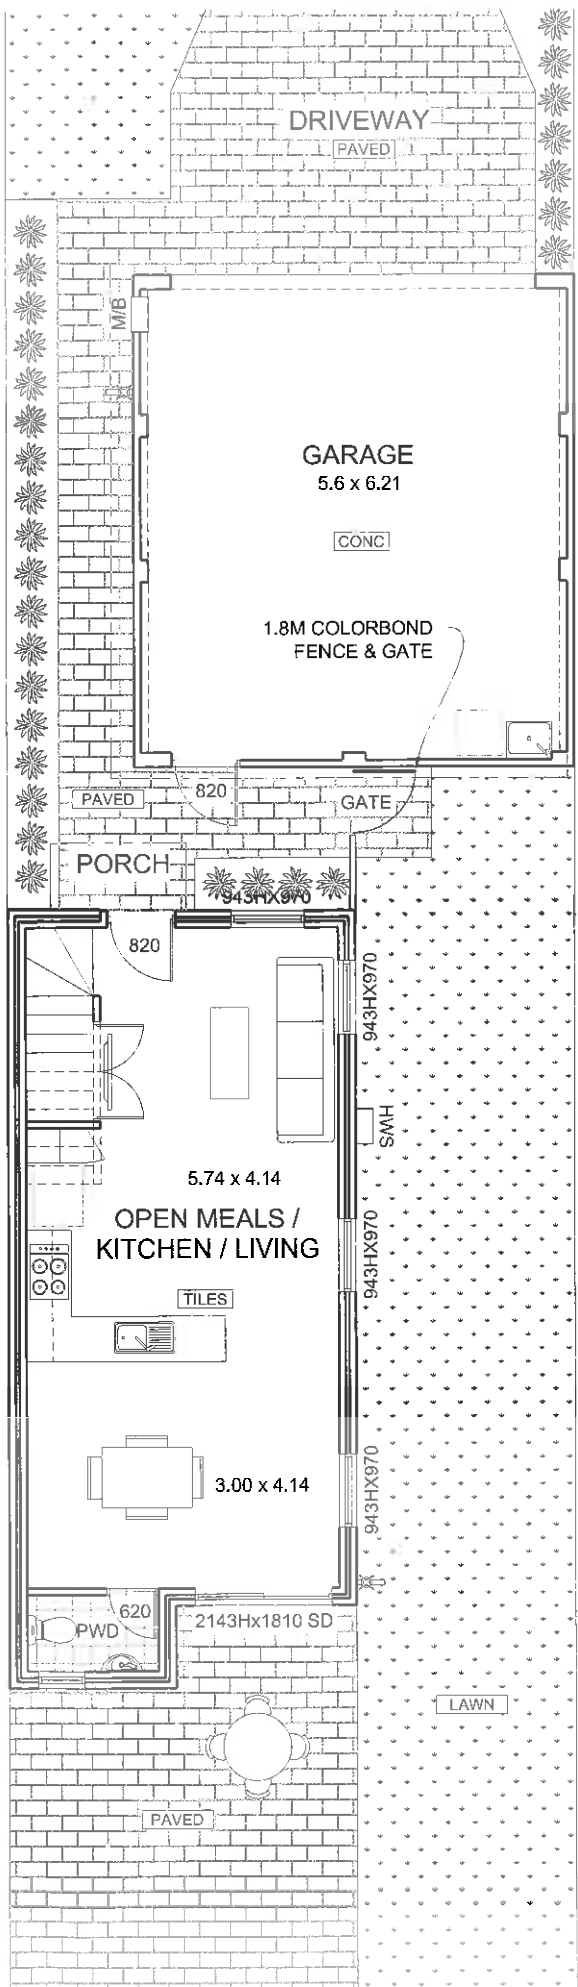 DRIVEWAY
PAVED
M/B
GARAGE
5.6 x 6.21
CONC
1.8M COLORBOND
FENCE & GATE
820
PAVED
GATE
PORCH
943HX970
820
943HX970
HWS
5.74 x 4.14
OPEN MEALS /
KITCHEN / LIVING
943HX970
TILES
943HX970
3.00 x 4.14
620
PWD
2143Hx1810 SD
LAWN
PAVED